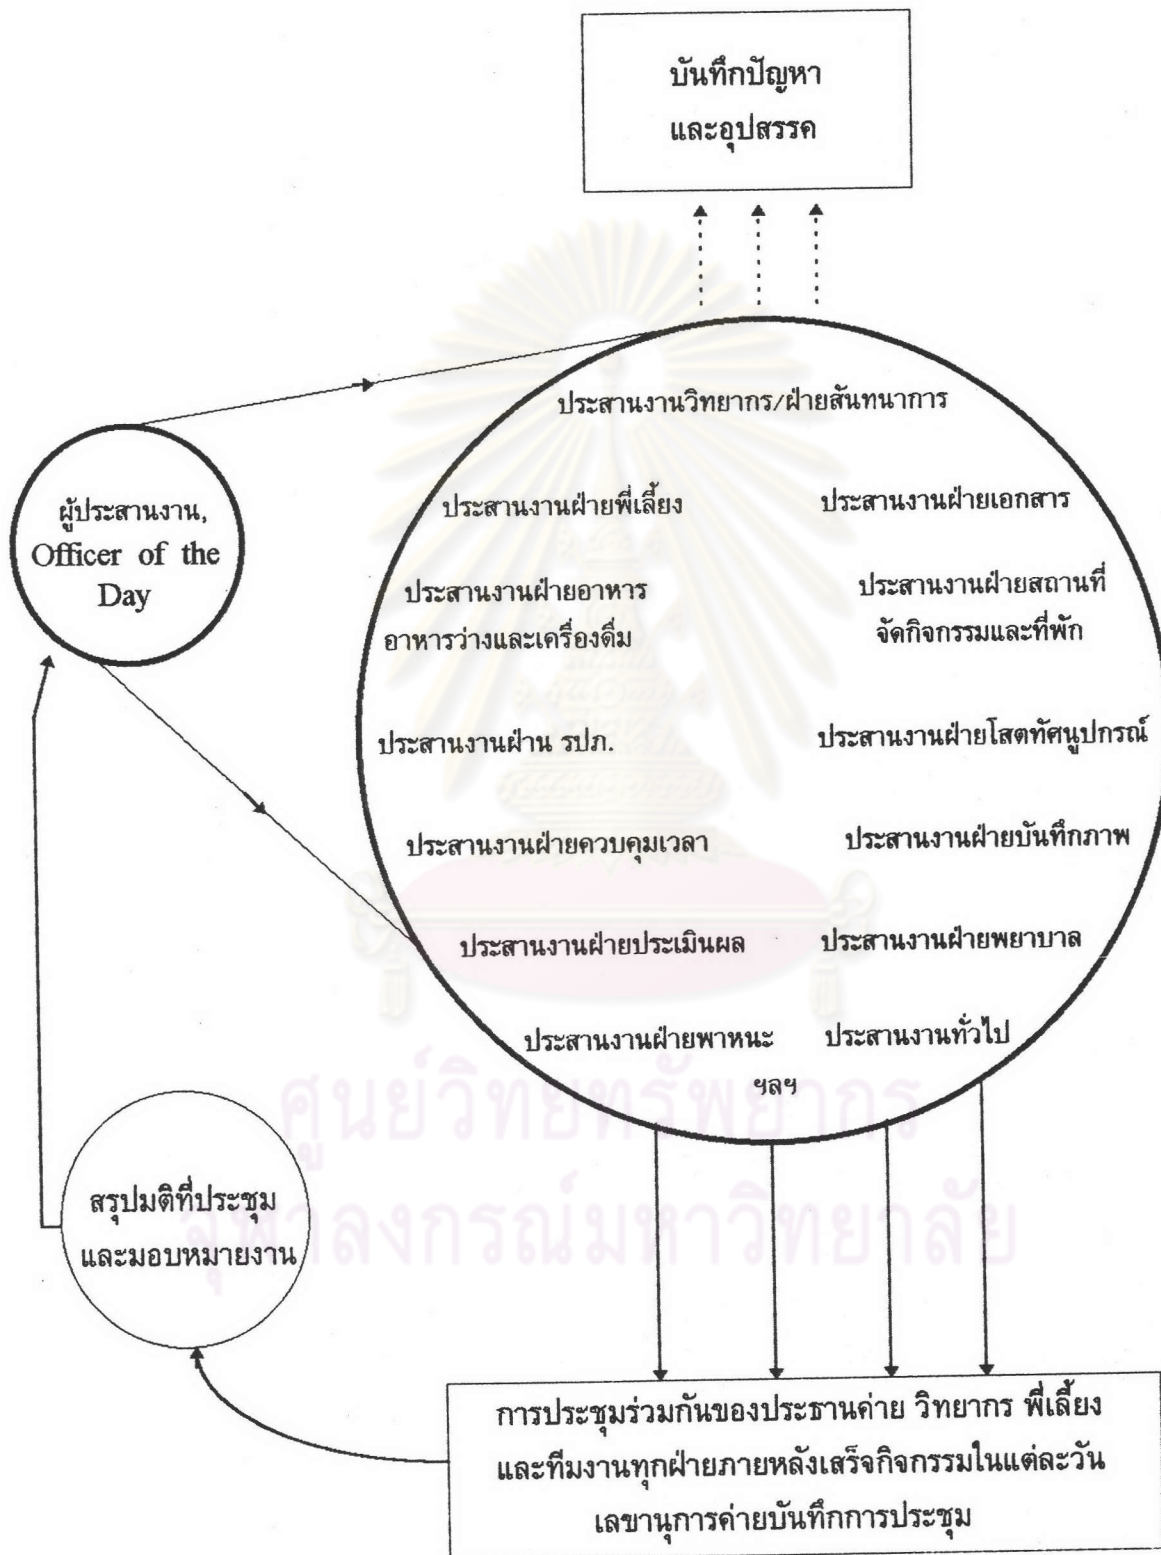 บันทึกปัญหา
และอุปสรรค
ประสานงานวิทยากร/ฝ่ายสันทนาการ
ประสานงานฝ่ายพี่เลี้ยง
ประสานงานฝ่ายเอกสาร
ผู้ประสานงาน,
Officer of the
Day
ประสานงานฝ่ายอาหาร
อาหารว่างและเครื่องดื่ม
ประสานงานฝ่ายสถานที่
จัดกิจกรรมและที่พัก
ประสานงานฝ่าน รปภ.
ประสานงานฝ่ายโสตทัศนูปกรณ์
ประสานงานฝ่ายควบคุมเวลา
ประสานงานฝ่ายบันทึกภาพ
ประสานงานฝ่ายประเมินผล
ประสานงานฝ่ายพยาบาล
ประสานงานฝ่ายพาหนะ
ประสานงานทั่วไป
ฯลฯ
ศูนย์วิทยทรัพยากร
จุฬาลงกรณ์มหาวิทยาลัย
สรุปมติที่ประชุม
และมอบหมายงาน
การประชุมร่วมกันของประธานค่าย วิทยากร พี่เลี้ยง
และทีมงานทุกฝ่ายภายหลังเสร็จกิจกรรมในแต่ละวัน
เลขานุการค่ายบันทึกการประชุม